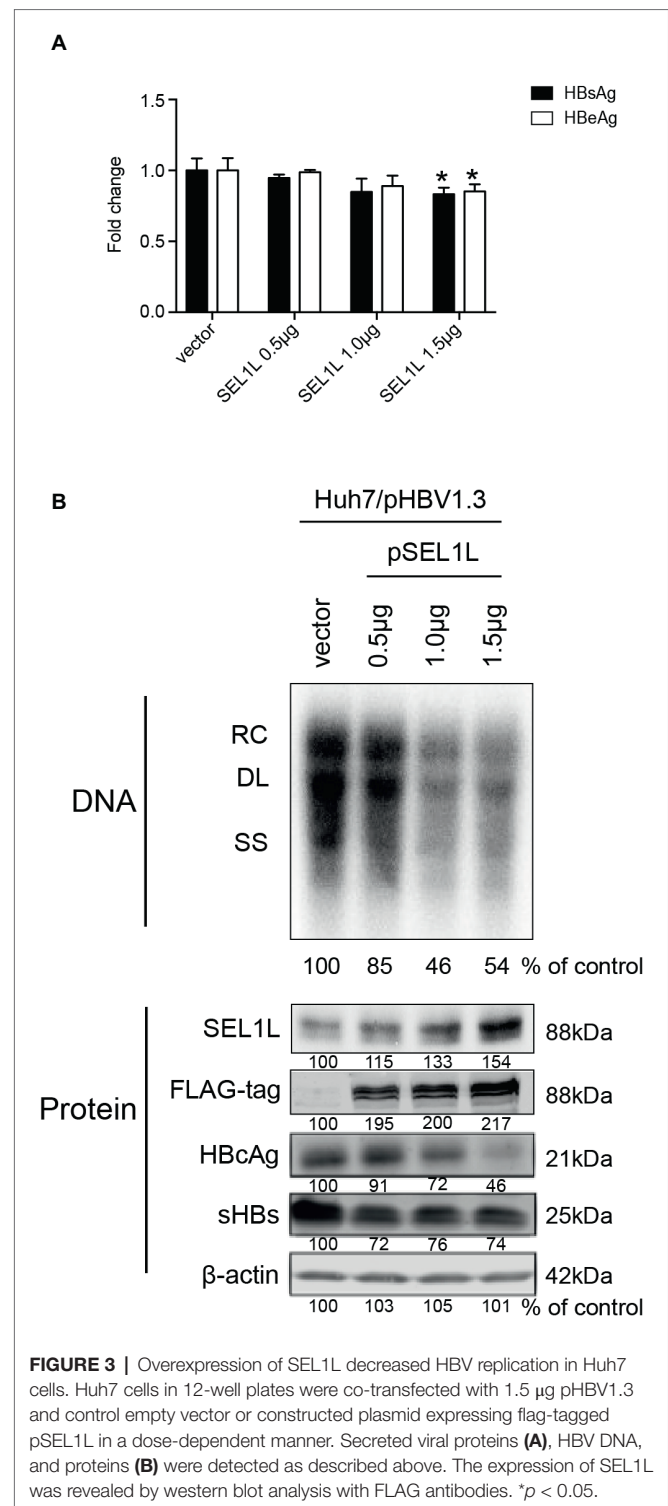 A
HBsAg
HBeAg
1.5
1.0
0.5
0.0
Fold change
* *
vector
SEL1L 0.5µg
SEL1L 1.0µg
SEL1L 1.5µg
B
Huh7/pHBV1.3
pSEL1L
vector
0.5µg
1.0µg
1.5µg
DNA
RC
DL
SS
100 85 46 54 % of control
Protein
SEL1L 88kDa
100 115 133 154
FLAG-tag 88kDa
100 195 200 217
HBcAg 21kDa
100 91 72 46
sHBs 25kDa
100 72 76 74
β-actin 42kDa
100 103 105 101 % of control
FIGURE 3 | Overexpression of SEL1L decreased HBV replication in Huh7
cells. Huh7 cells in 12-well plates were co-transfected with 1.5 µg pHBV1.3
and control empty vector or constructed plasmid expressing flag-tagged
pSEL1L in a dose-dependent manner. Secreted viral proteins (A), HBV DNA,
and proteins (B) were detected as described above. The expression of SEL1L
was revealed by western blot analysis with FLAG antibodies. *p < 0.05.